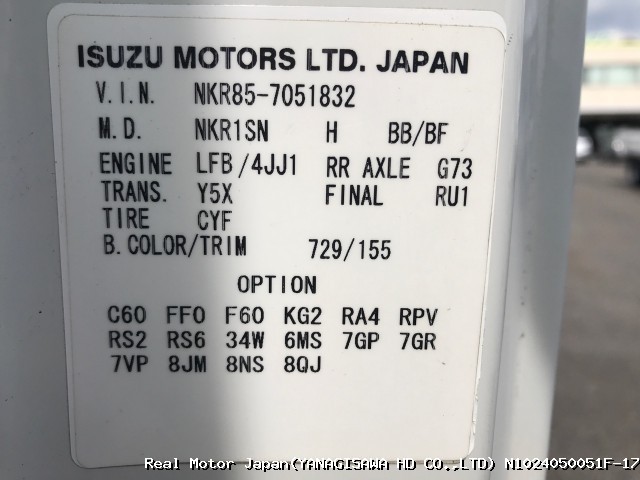 ISUZU MOTORS LTD. JAPAN
V.I.N. NKR85-7051832
M.D. NKR1SN H BB/BF
ENGINE LFB/4JJ1 RR AXLE G73
TRANS. Y5X FINAL RU1
TIRE CYF
B.COLOR/TRIM 729/155
OPTION
C60 FF0 F60 KG2 RA4 RPV
RS2 RS6 34W 6MS 7GP 7GR
7VP 8JM 8NS 8QJ
Real Motor Japan(YANAGISAWA HD CO.,LTD) N1024050051F-17